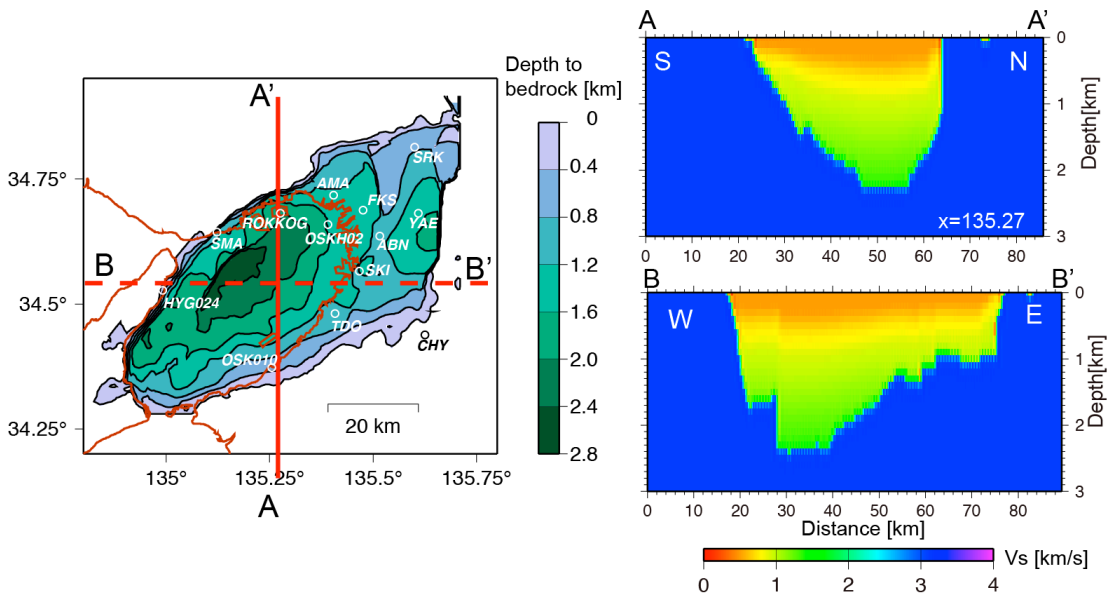 Depth to
bedrock [km]
0
0.4
0.8
1.2
1.6
2.0
2.4
2.8
A'
A
B
B'
34.75°
34.5°
34.25°
135°
135.25°
135.5°
135.75°
SRK
AMA
FKS
YAE
ROKKOG
OSKH02
SMA
ABN
SKI
HYG024
TDO
CHY
OSK010
20 km
A
A'
S
N
x=135.27
0
1
2
3
Depth[km]
0 10 20 30 40 50 60 70 80
B
B'
W
E
0
1
2
3
Depth[km]
0 10 20 30 40 50 60 70 80
Distance [km]
Vs [km/s]
0 1 2 3 4